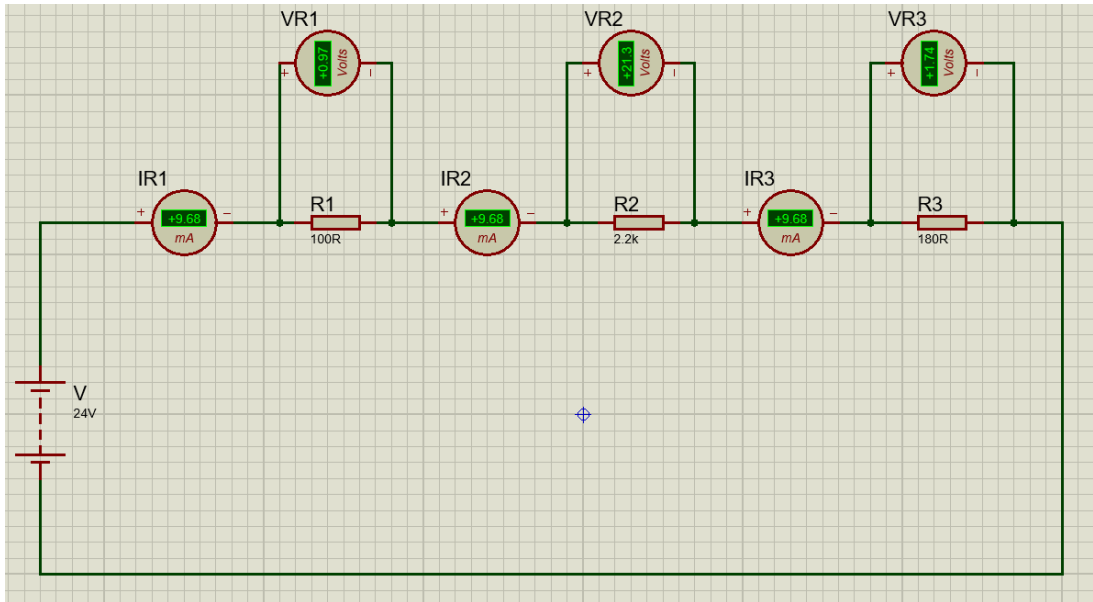 VR1
+0.97
Volts
VR2
+21.3
Volts
VR3
+1.74
Volts
IR1
+9.68
mA
R1
100R
IR2
+9.68
mA
R2
2.2k
IR3
+9.68
mA
R3
180R
V
24V